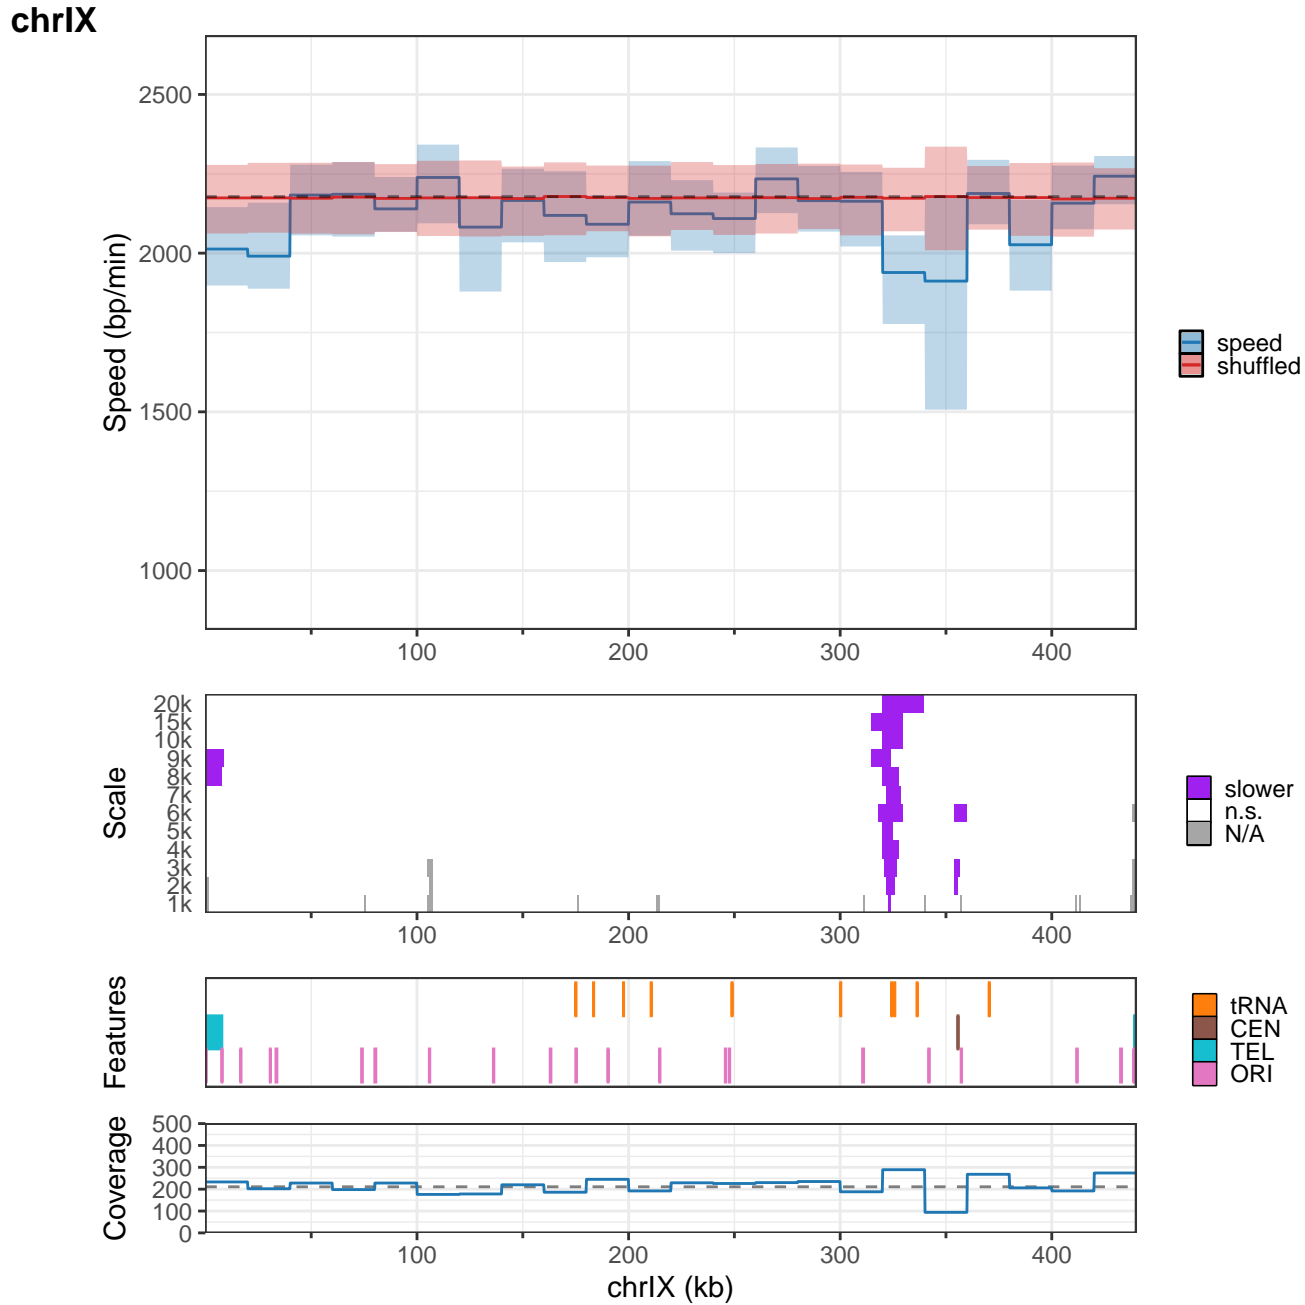 chrIX
2500
2000
1500
1000
Speed (bp/min)
100
200
300
400
speed
shuffled
20k
15k
10k
9k
8k
7k
6k
5k
4k
3k
2k
1k
Scale
100
200
300
400
slower
n.s.
N/A
Features
tRNA
CEN
TEL
ORI
500
400
300
200
100
0
Coverage
100
200
300
400
chrIX (kb)